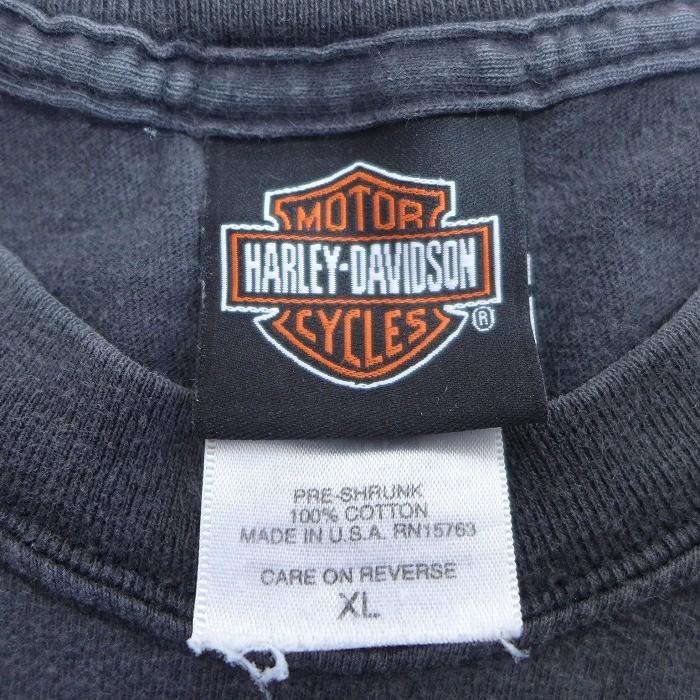 MOTOR
HARLEY-DAVIDSON
CYCLES
®
PRE-SHRUNK
100% COTTON
MADE IN U.S.A. RN15763
CARE ON REVERSE
XL